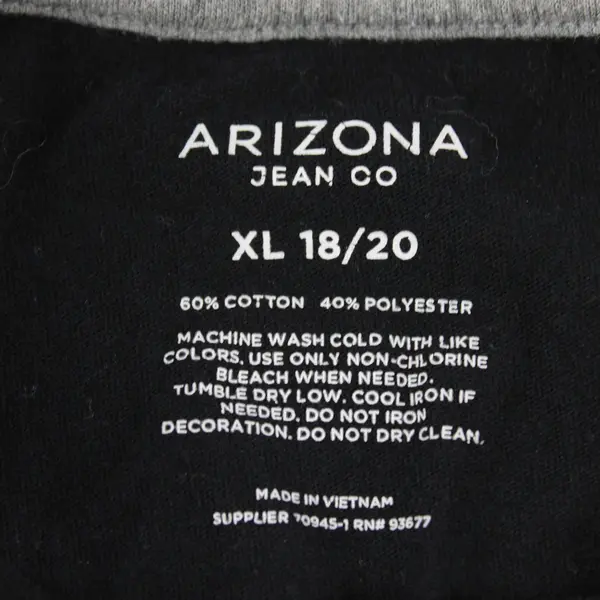 ARIZONA
JEAN CO
XL 18/20
60% COTTON 40% POLYESTER
MACHINE WASH COLD WITH LIKE
COLORS. USE ONLY NON-CHLORINE
BLEACH WHEN NEEDED.
TUMBLE DRY LOW. COOL IRON IF
NEEDED. DO NOT IRON
DECORATION. DO NOT DRY CLEAN.
MADE IN VIETNAM
SUPPLIER 70945-1 RN# 93677